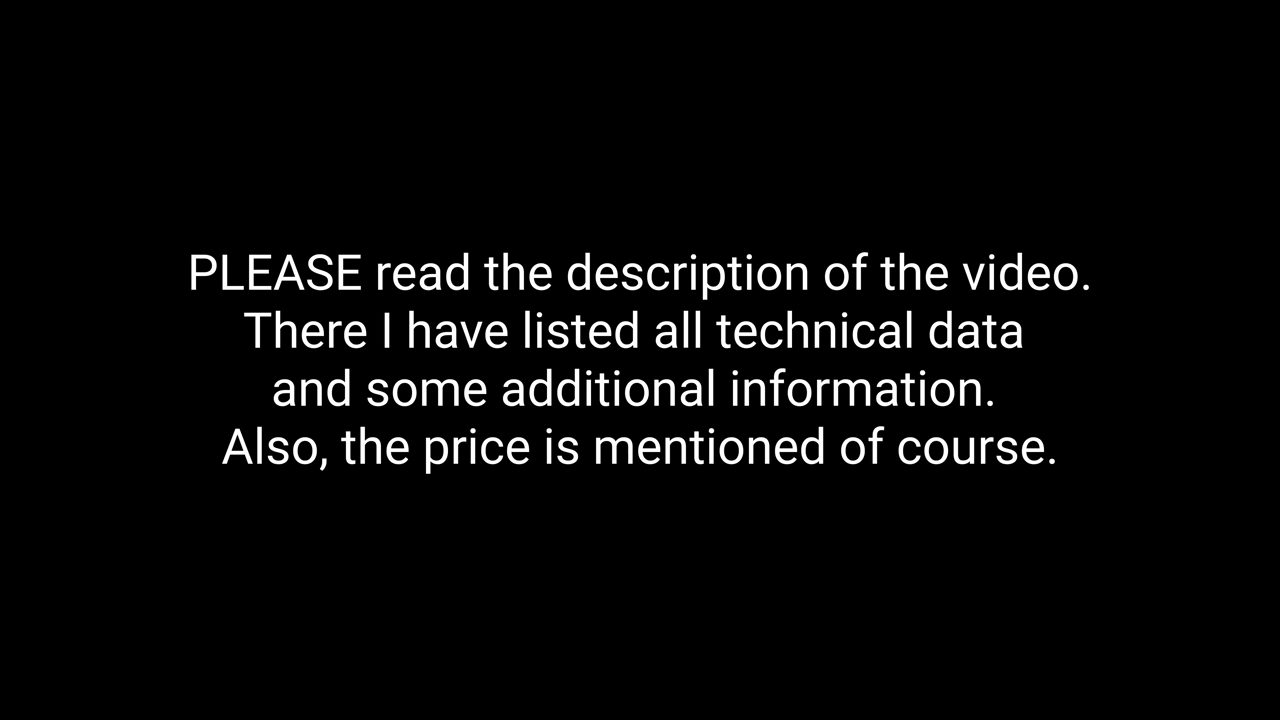 PLEASE read the description of the video.
There I have listed all technical data
and some additional information.
Also, the price is mentioned of course.